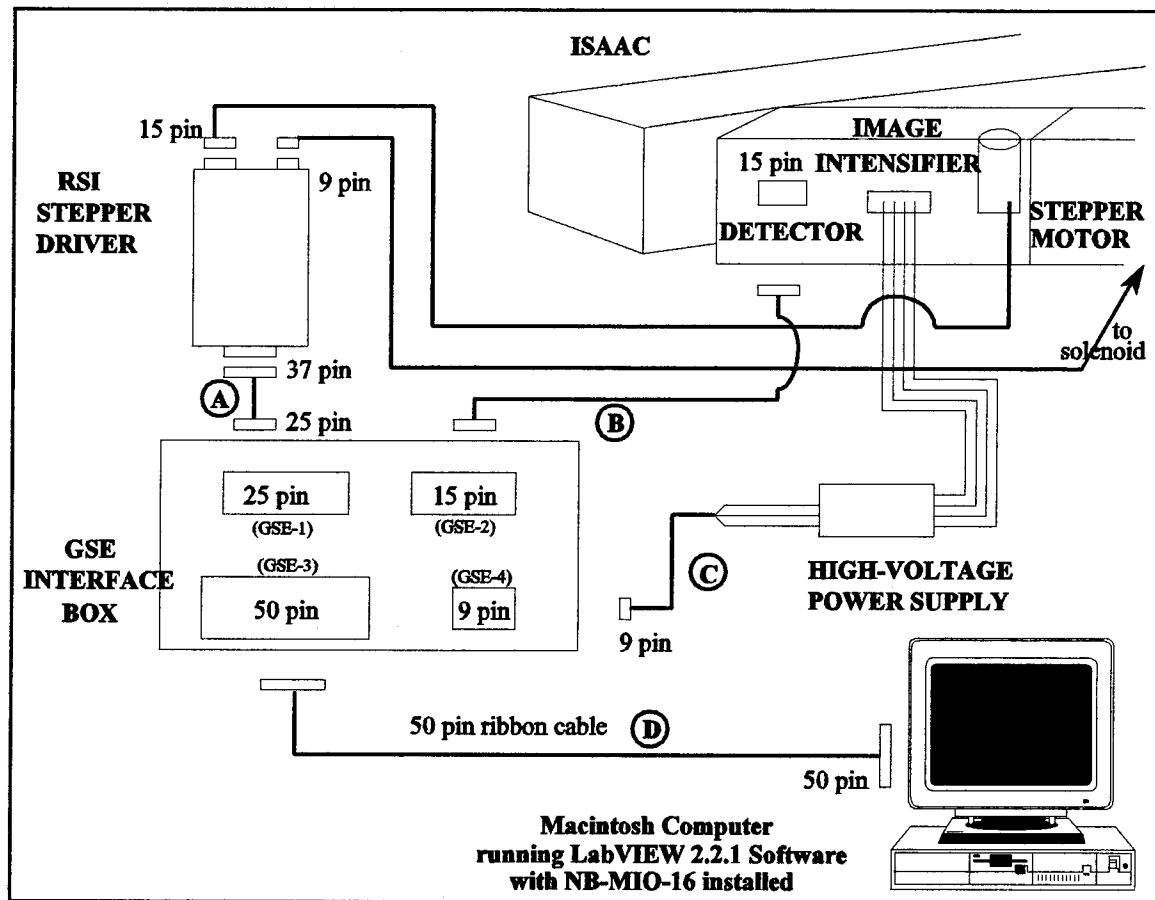 ISAAC
15 pin
IMAGE
INTENSIFIER
15 pin
RSI
STEPPER
DRIVER
9 pin
DETECTOR
STEPPER
MOTOR
to
solenoid
37 pin
A
25 pin
B
25 pin
(GSE-1)
15 pin
(GSE-2)
GSE
INTERFACE
BOX
(GSE-3)
50 pin
(GSE-4)
9 pin
C
9 pin
HIGH-VOLTAGE
POWER SUPPLY
50 pin ribbon cable
D
50 pin
Macintosh Computer
running LabVIEW 2.2.1 Software
with NB-MIO-16 installed